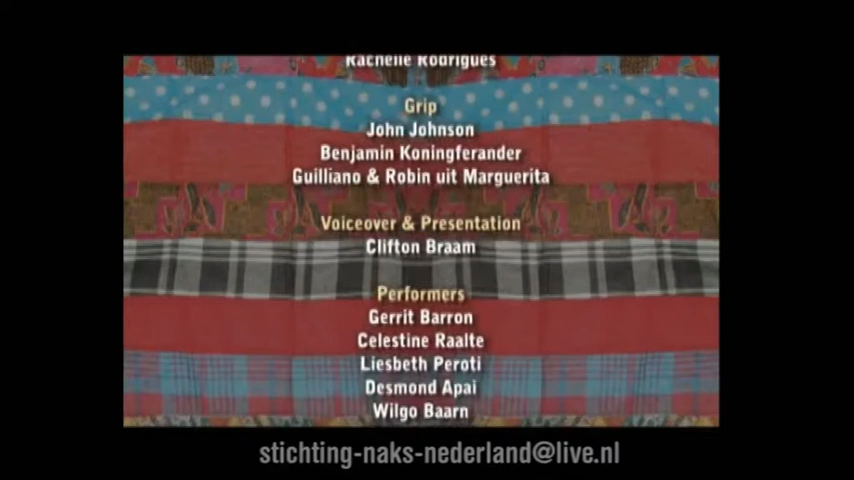 Rachelle Rodrigues
Grip
John Johnson
Benjamin Koningferander
Guilliano & Robin uit Marguerita
Voiceover & Presentation
Clifton Braam
Performers
Gerrit Barron
Celestine Raalte
Liesbeth Peroti
Desmond Apai
Wilgo Baarn
stichting-naks-nederland@live.nl